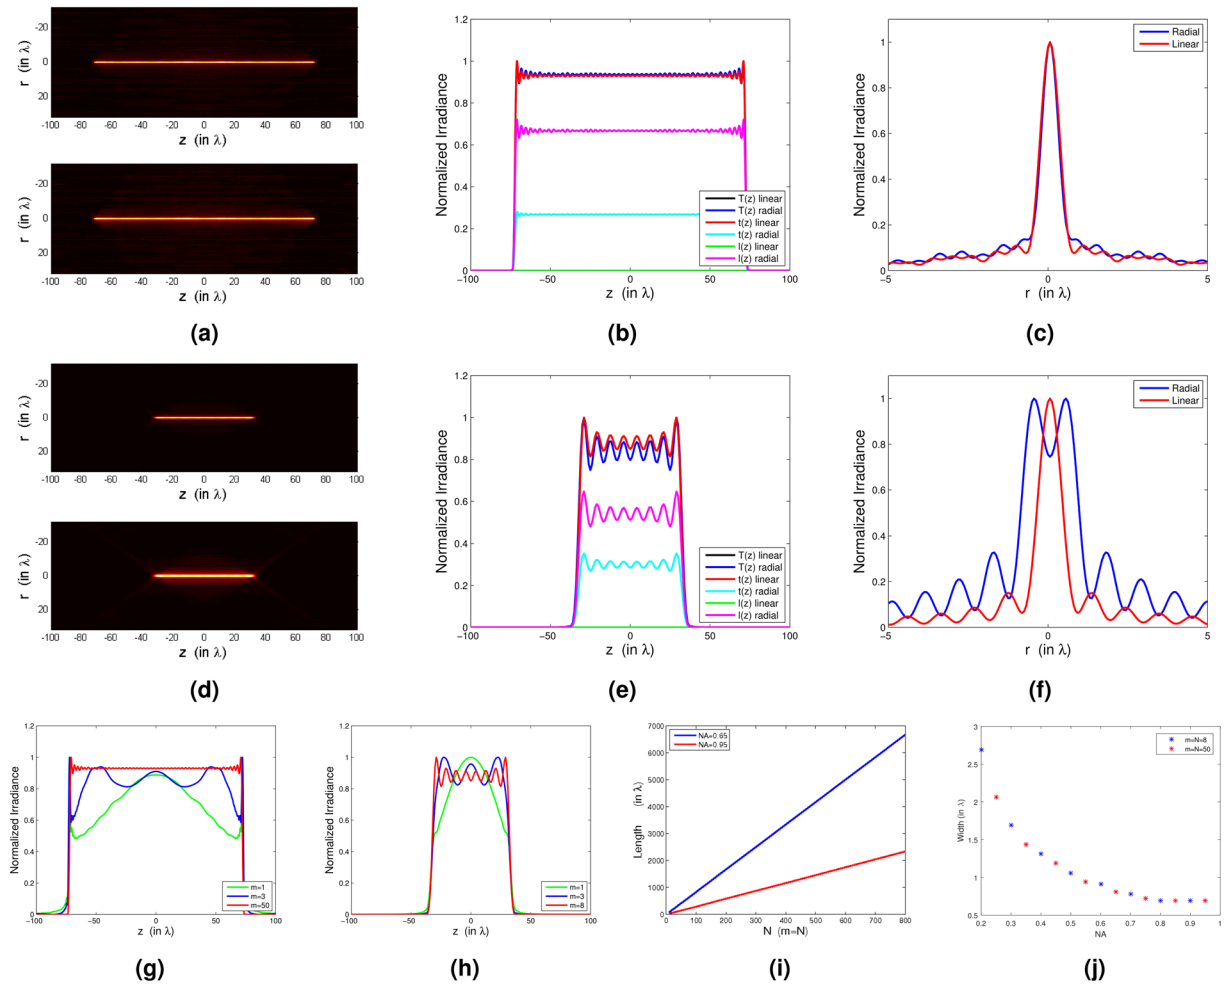 -20
0
20
r (in λ)
-100 -80 -60 -40 -20 0 20 40 60 80 100
z (in λ)
-20
0
20
r (in λ)
-100 -80 -60 -40 -20 0 20 40 60 80 100
z (in λ)
(a)
1.2
1
0.8
0.6
0.4
0.2
0
Normalized Irradiance
T(z) linear
T(z) radial
t(z) linear
t(z) radial
l(z) linear
l(z) radial
−100 −50 0 50 100
z (in λ)
(b)
1.2
1
0.8
0.6
0.4
0.2
0
Normalized Irradiance
Radial
Linear
−5 0 5
r (in λ)
(c)
-20
0
20
r (in λ)
-100 -80 -60 -40 -20 0 20 40 60 80 100
z (in λ)
-20
0
20
r (in λ)
-100 -80 -60 -40 -20 0 20 40 60 80 100
z (in λ)
(d)
1.2
1
0.8
0.6
0.4
0.2
0
Normalized Irradiance
T(z) linear
T(z) radial
t(z) linear
t(z) radial
l(z) linear
l(z) radial
−100 −50 0 50 100
z (in λ)
(e)
1
0.8
0.6
0.4
0.2
0
Normalized Irradiance
Radial
Linear
−5 0 5
r (in λ)
(f)
1.2
1
0.8
0.6
0.4
0.2
0
Normalized Irradiance
m=1
m=3
m=50
−100 −50 0 50 100
z (in λ)
(g)
1.2
1
0.8
0.6
0.4
0.2
0
Normalized Irradiance
m=1
m=3
m=8
−100 −50 0 50 100
z (in λ)
(h)
7000
6000
5000
4000
3000
2000
1000
0
Length (in λ)
NA=0.65
NA=0.95
0 100 200 300 400 500 600 700 800
N (m=N)
(i)
3
2.5
2
1.5
1
0.5
Width (in λ)
m=N=8
m=N=50
0.2 0.3 0.4 0.5 0.6 0.7 0.8 0.9 1
NA
(j)